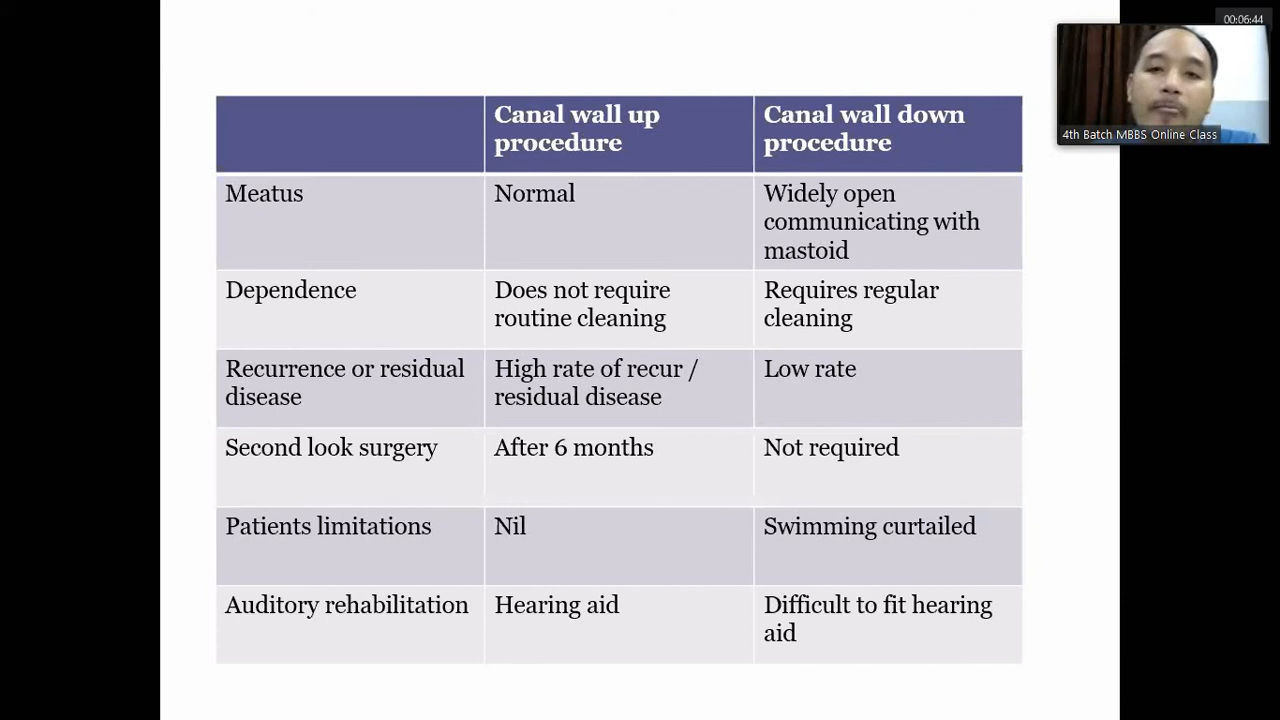 00:06:44
4th Batch MBBS Online Class
Canal wall up
procedure
Canal wall down
procedure
Meatus
Normal
Widely open
communicating with
mastoid
Dependence
Does not require
routine cleaning
Requires regular
cleaning
Recurrence or residual
disease
High rate of recur /
residual disease
Low rate
Second look surgery
After 6 months
Not required
Patients limitations
Nil
Swimming curtailed
Auditory rehabilitation
Hearing aid
Difficult to fit hearing
aid